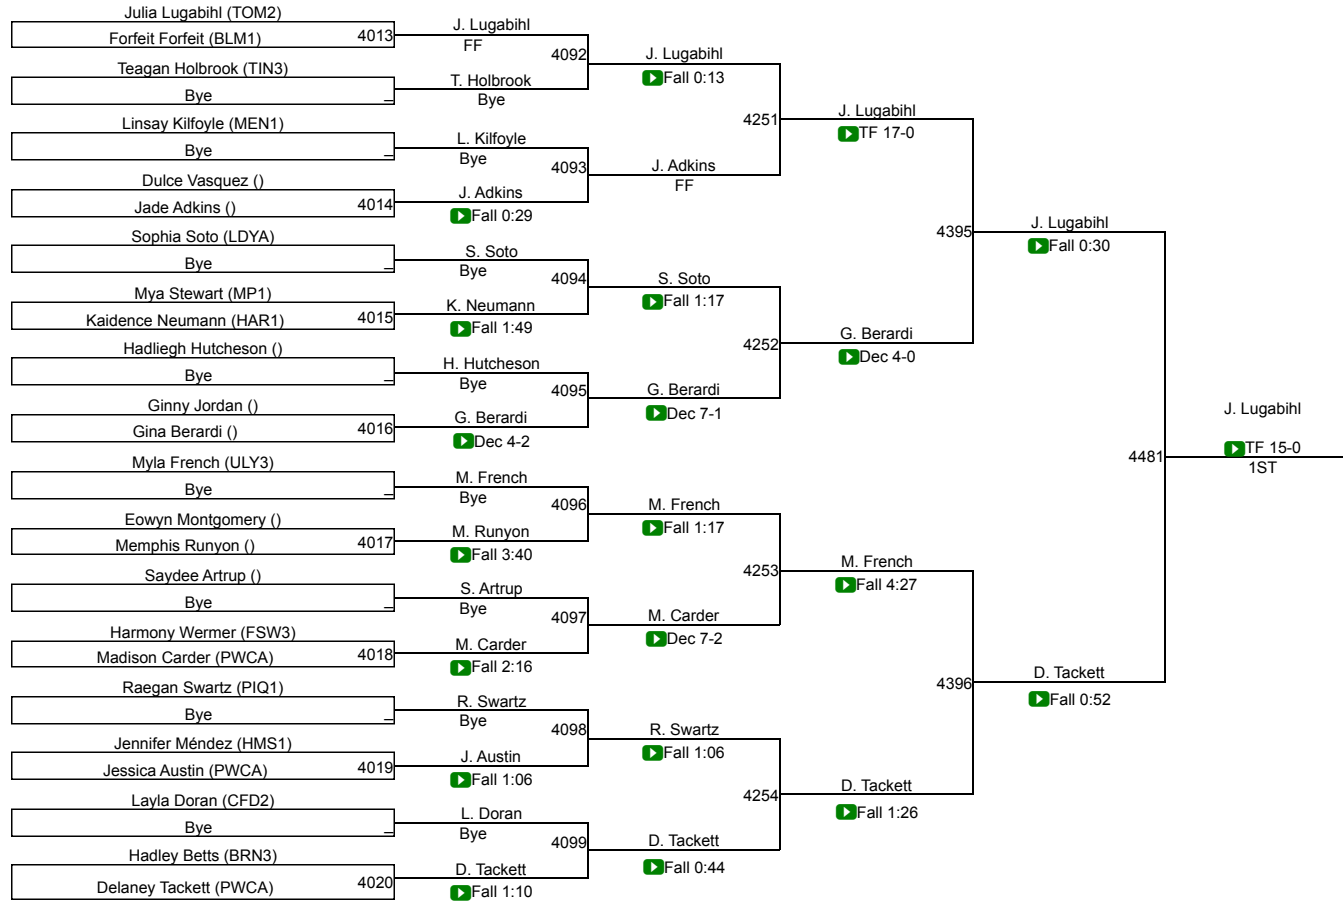 Julia Lugabihl (TOM2)
Forfeit Forfeit (BLM1)
4013
Teagan Holbrook (TIN3)
Bye
_
Linsay Kilfoyle (MEN1)
Bye
_
Dulce Vasquez ()
Jade Adkins ()
4014
Sophia Soto (LDYA)
Bye
_
Mya Stewart (MP1)
Kaidence Neumann (HAR1)
4015
Hadliegh Hutcheson ()
Bye
_
Ginny Jordan ()
Gina Berardi ()
4016
Myla French (ULY3)
Bye
_
Eowyn Montgomery ()
Memphis Runyon ()
4017
Saydee Artrup ()
Bye
_
Harmony Wermer (FSW3)
Madison Carder (PWCA)
4018
Raegan Swartz (PIQ1)
Bye
_
Jennifer Méndez (HMS1)
Jessica Austin (PWCA)
4019
Layla Doran (CFD2)
Bye
_
Hadley Betts (BRN3)
Delaney Tackett (PWCA)
4020
J. Lugabihl
FF
4092
T. Holbrook
Bye
L. Kilfoyle
Bye
4093
J. Adkins
Fall 0:29
S. Soto
Bye
4094
K. Neumann
Fall 1:49
H. Hutcheson
Bye
4095
G. Berardi
Dec 4-2
M. French
Bye
4096
M. Runyon
Fall 3:40
S. Artrup
Bye
4097
M. Carder
Fall 2:16
R. Swartz
Bye
4098
J. Austin
Fall 1:06
L. Doran
Bye
4099
D. Tackett
Fall 1:10
J. Lugabihl
Fall 0:13
4251
J. Adkins
FF
S. Soto
Fall 1:17
4252
G. Berardi
Dec 7-1
M. French
Fall 1:17
4253
M. Carder
Dec 7-2
R. Swartz
Fall 1:06
4254
D. Tackett
Fall 0:44
J. Lugabihl
TF 17-0
4395
G. Berardi
Dec 4-0
M. French
Fall 4:27
4396
D. Tackett
Fall 1:26
J. Lugabihl
Fall 0:30
4481
D. Tackett
Fall 0:52
J. Lugabihl
TF 15-0
1ST